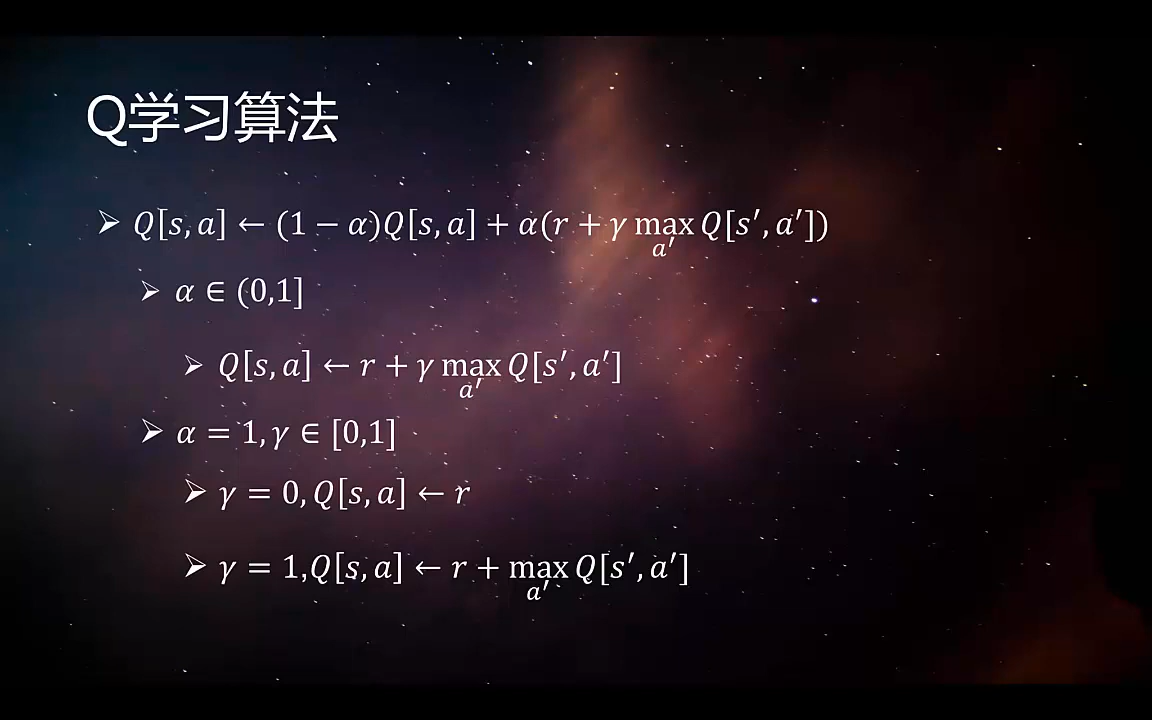 Q学习算法
➢ Q[s, a] ← (1 − α)Q[s, a] + α(r + γ max_{a′} Q[s′, a′])
➢ α ∈ (0,1]
➢ Q[s, a] ← r + γ max_{a′} Q[s′, a′]
➢ α = 1, γ ∈ [0,1]
➢ γ = 0, Q[s, a] ← r
➢ γ = 1,Q[s, a] ← r + max_{a′} Q[s′, a′]